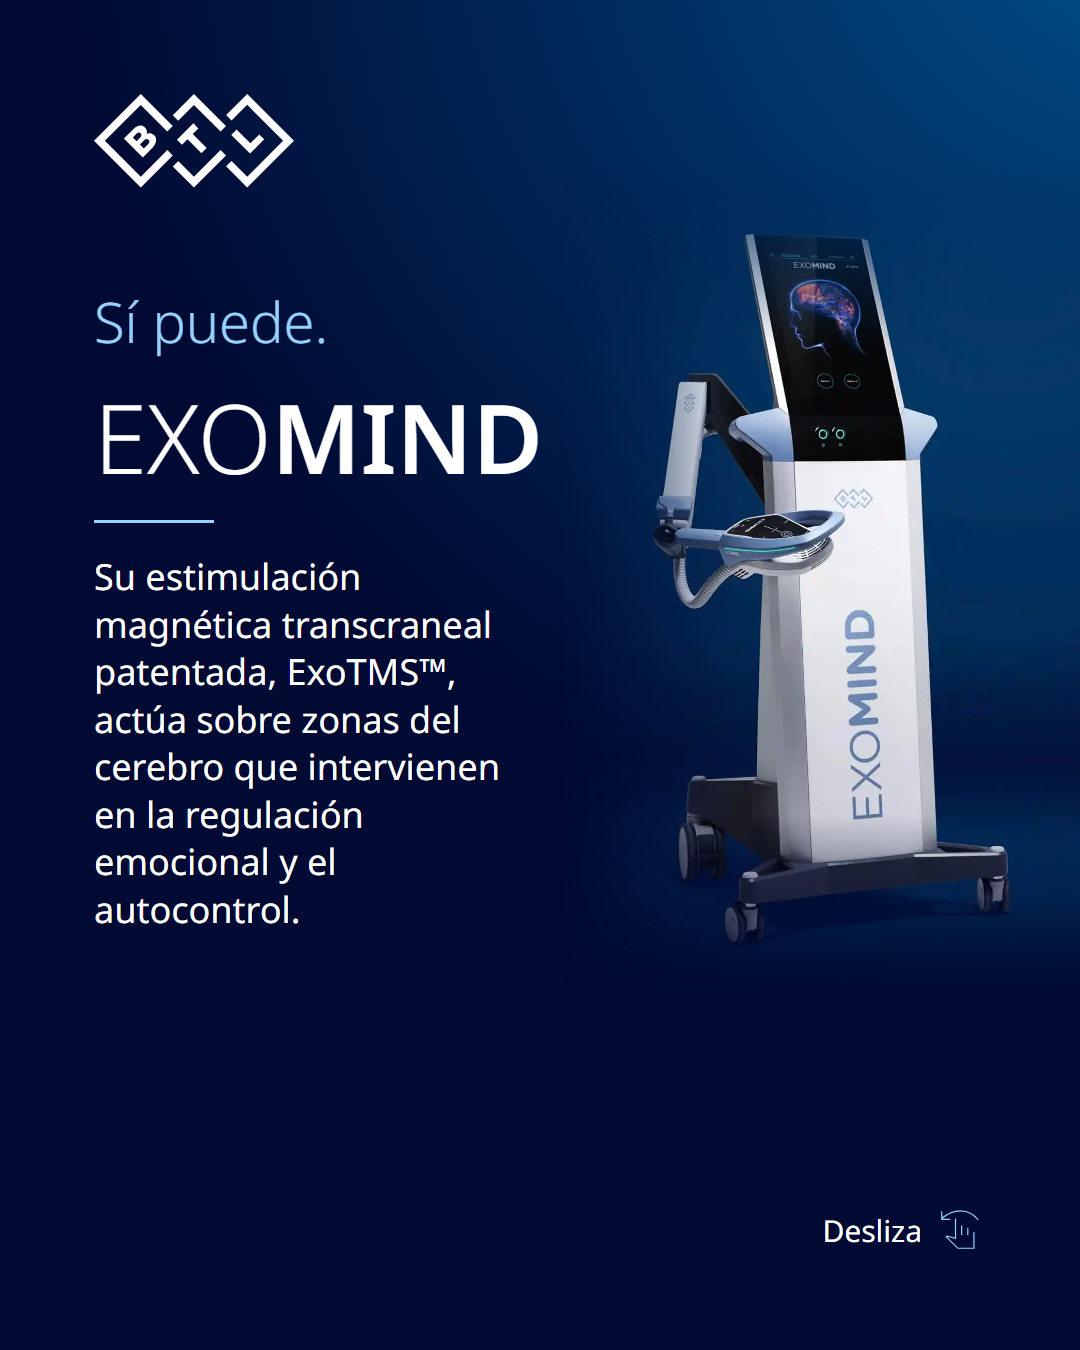 BTL
Sí puede.
EXOMIND
Su estimulación
magnética transcraneal
patentada, ExoTMS™,
actúa sobre zonas del
cerebro que intervienen
en la regulación
emocional y el
autocontrol.
EXOMIND
BTL
EXOMIND
Desliza